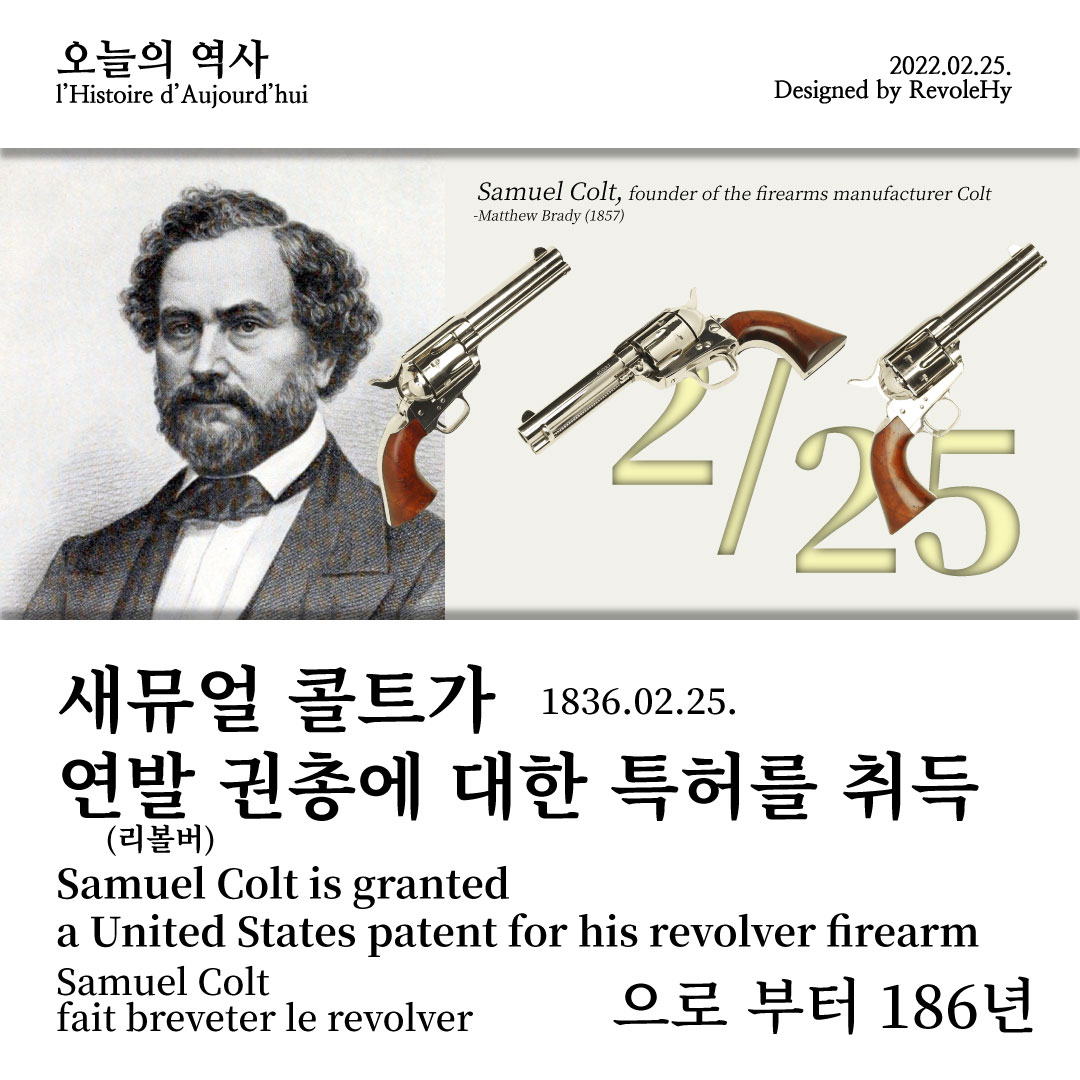 오늘의 역사
l'Histoire d'Aujourd'hui
2022.02.25.
Designed by RevoleHy
Samuel Colt, founder of the firearms manufacturer Colt
-Matthew Brady (1857)
2/25
새뮤얼 콜트가 1836.02.25.
연발 권총에 대한 특허를 취득
(리볼버)
Samuel Colt is granted
a United States patent for his revolver firearm
Samuel Colt
fait breveter le revolver
으로 부터 186년